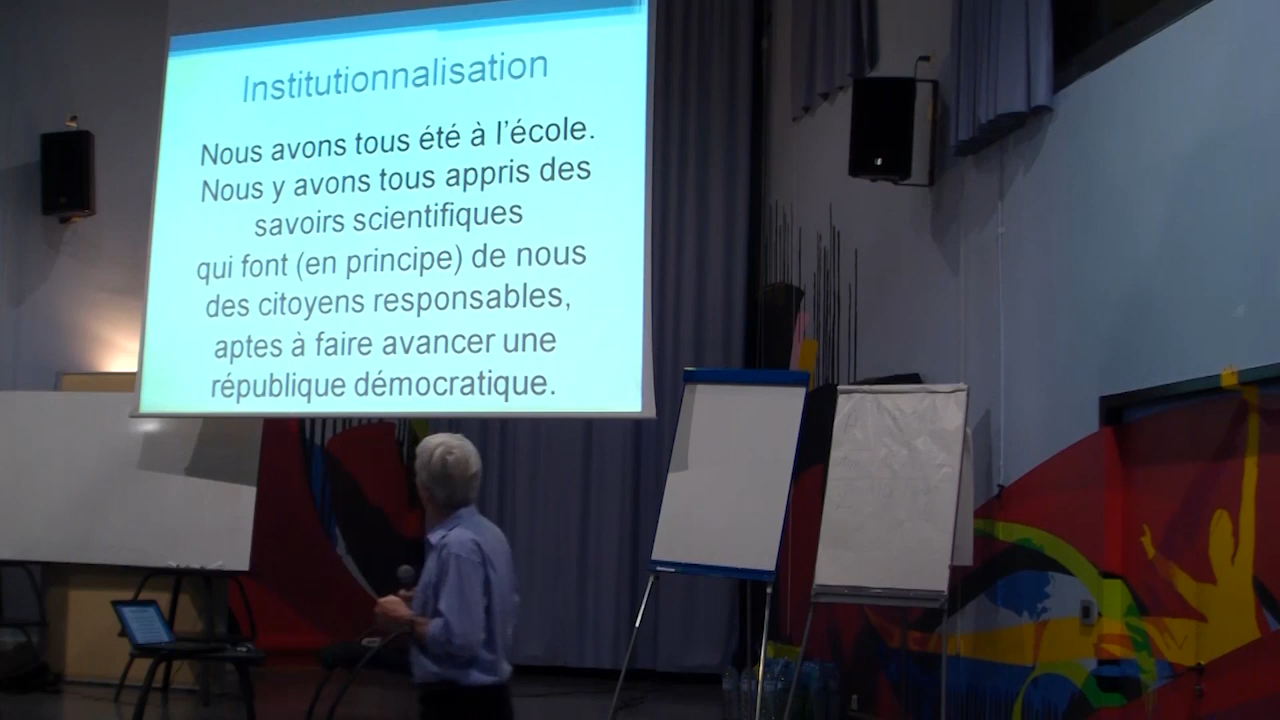 Institutionnalisation
Nous avons tous été à l'école.
Nous y avons tous appris des
savoirs scientifiques
qui font (en principe) de nous
des citoyens responsables,
aptes à faire avancer une
république démocratique.